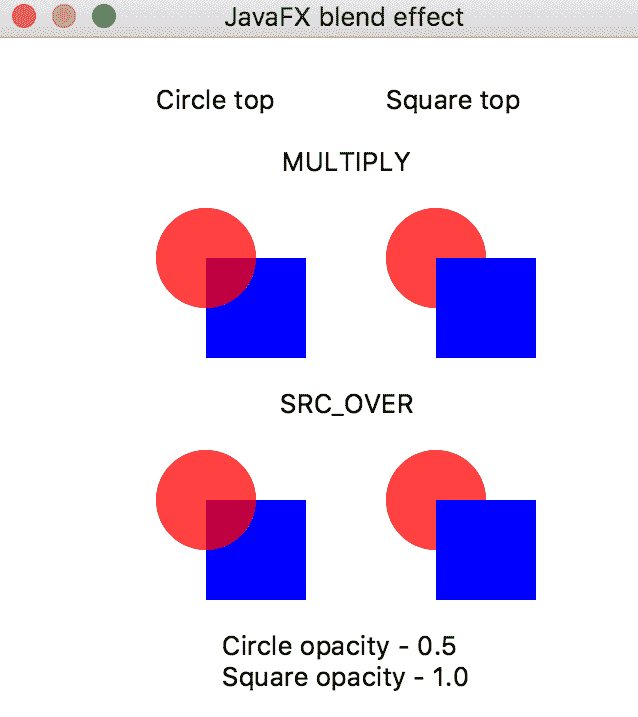 JavaFX blend effect
Circle top
Square top
MULTIPLY
SRC_OVER
Circle opacity - 0.5
Square opacity - 1.0